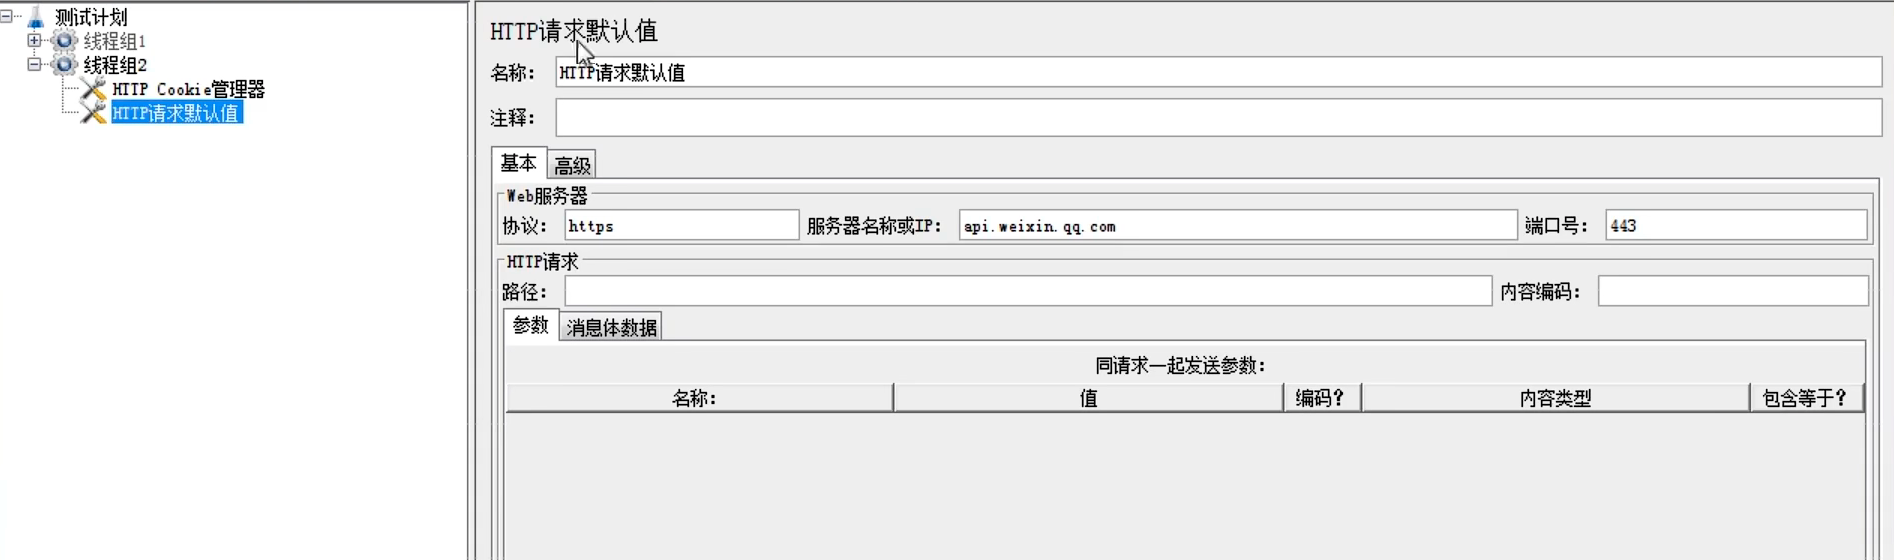 测试计划
线程组1
线程组2
HTTP Cookie管理器
HTTP请求默认值
HTTP请求默认值
名称： HTTP请求默认值
注释：
基本 高级
Web服务器
协议： https 服务器名称或IP： api.weixin.qq.com 端口号： 443
HTTP请求
路径： 内容编码：
参数 消息体数据
同请求一起发送参数：
名称： 值 编码？ 内容类型 包含等于？